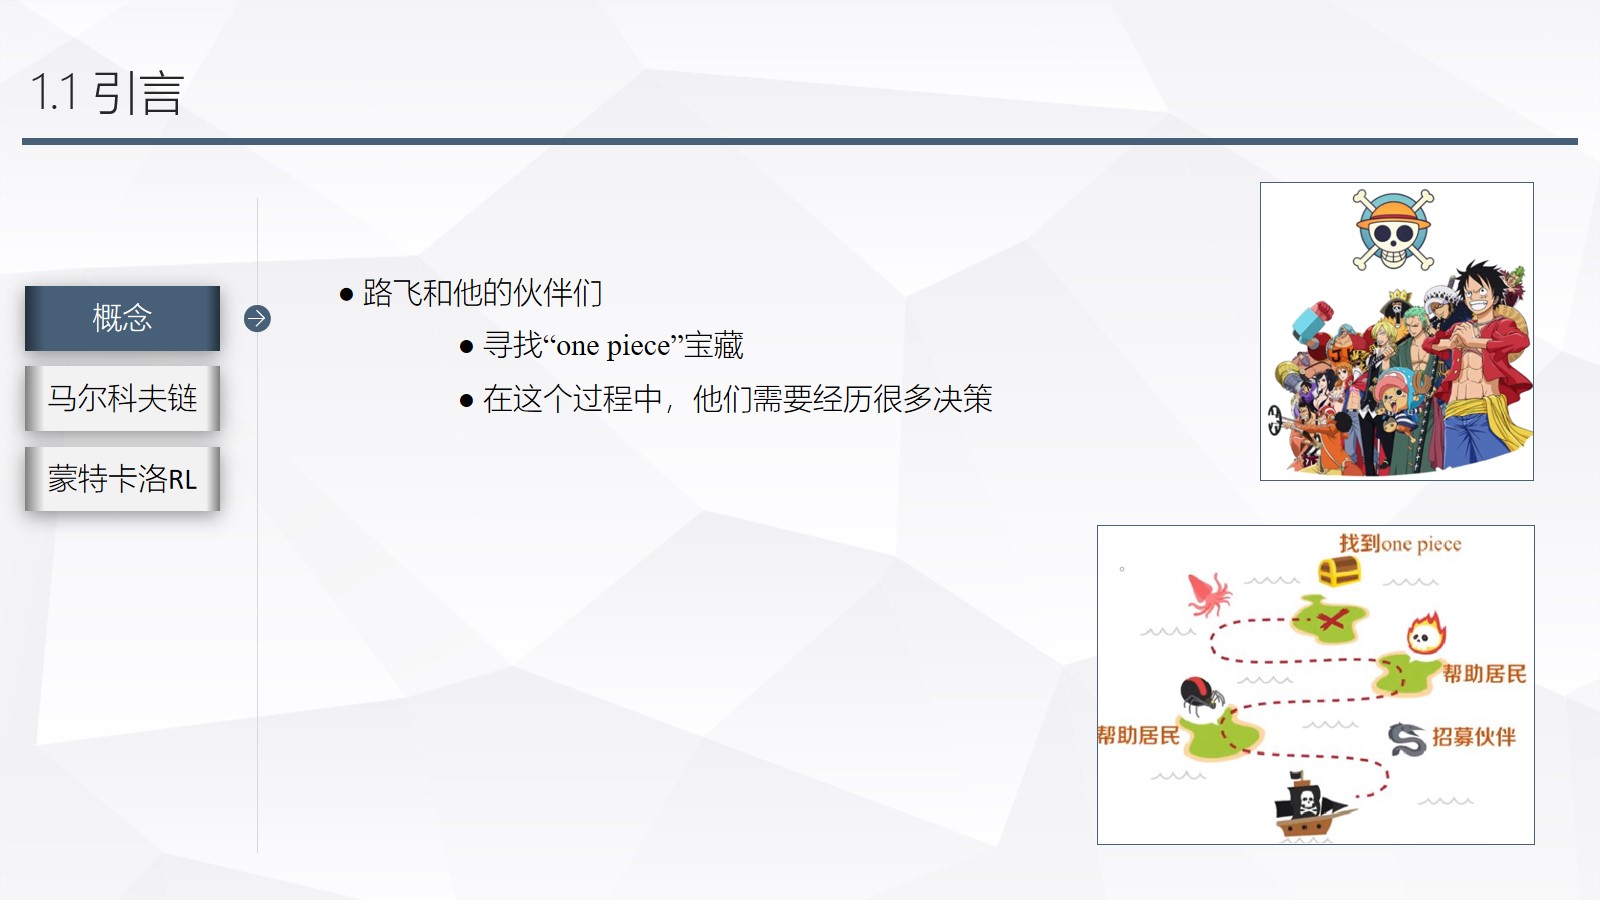 1.1 引言
概念
马尔科夫链
蒙特卡洛RL
● 路飞和他的伙伴们
● 寻找“one piece”宝藏
● 在这个过程中，他们需要经历很多决策
找到one piece
帮助居民
帮助居民
招募伙伴